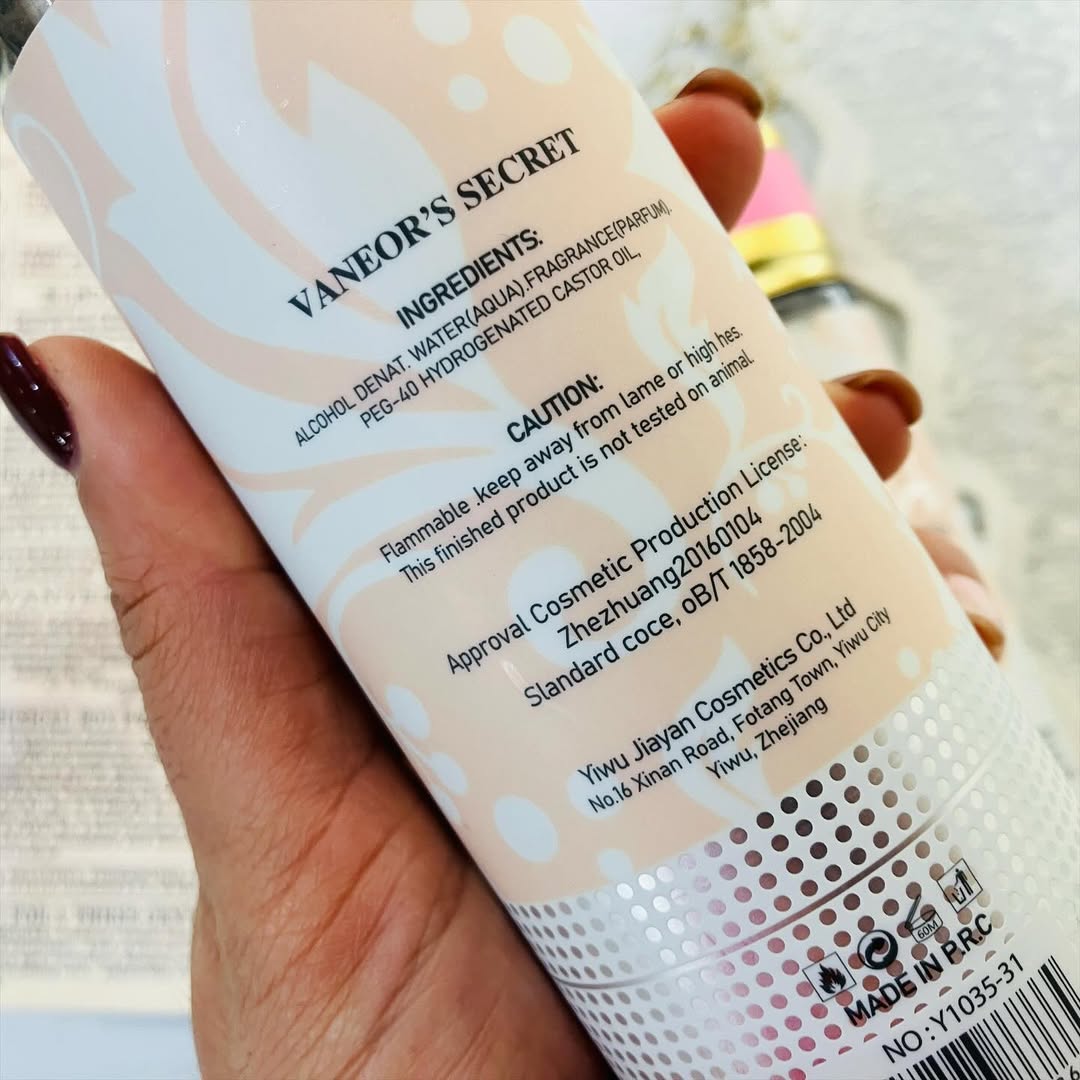 VANEOR'S SECRET
INGREDIENTS:
ALCOHOL DENAT. WATER(AQUA).FRAGRANCE(PARFUM).
PEG-40 HYDROGENATED CASTOR OIL,
CAUTION:
Flammable .keep away from lame or high hes.
This finished product is not tested on animal.
Approval Cosmetic Production License:
Zhezhuang20160104
Slandard coce, oB/T 1858-2004
Yiwu Jiayan Cosmetics Co., Ltd
No.16 Xinan Road, Fotang Town, Yiwu City
Yiwu, Zhejiang
60M
MADE IN P.R.C
NO:Y1035-31